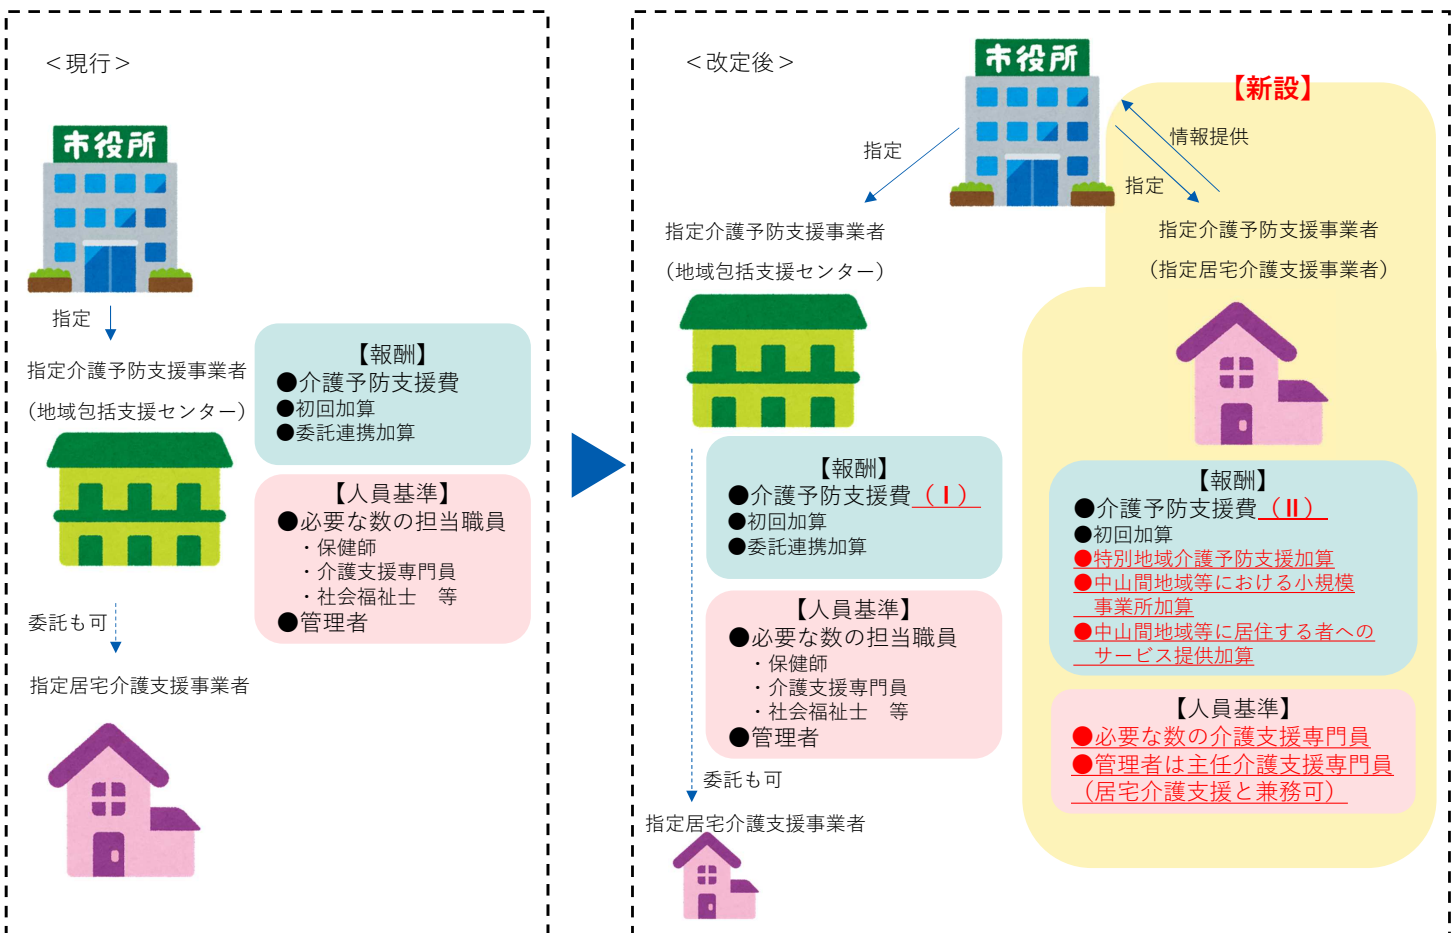 ＜現行＞
市役所
指定
指定介護予防支援事業者
（地域包括支援センター）
【報酬】
●介護予防支援費
●初回加算
●委託連携加算
【人員基準】
●必要な数の担当職員
・保健師
・介護支援専門員
・社会福祉士　等
●管理者
委託も可
指定居宅介護支援事業者
＜改定後＞
市役所
【新設】
指定
情報提供
指定
指定介護予防支援事業者
（地域包括支援センター）
【報酬】
●介護予防支援費（Ⅰ）
●初回加算
●委託連携加算
【人員基準】
●必要な数の担当職員
・保健師
・介護支援専門員
・社会福祉士　等
●管理者
委託も可
指定居宅介護支援事業者
指定介護予防支援事業者
（指定居宅介護支援事業者）
【報酬】
●介護予防支援費（Ⅱ）
●初回加算
●特別地域介護予防支援加算
●中山間地域等における小規模
事業所加算
●中山間地域等に居住する者への
サービス提供加算
【人員基準】
●必要な数の介護支援専門員
●管理者は主任介護支援専門員
（居宅介護支援と兼務可）